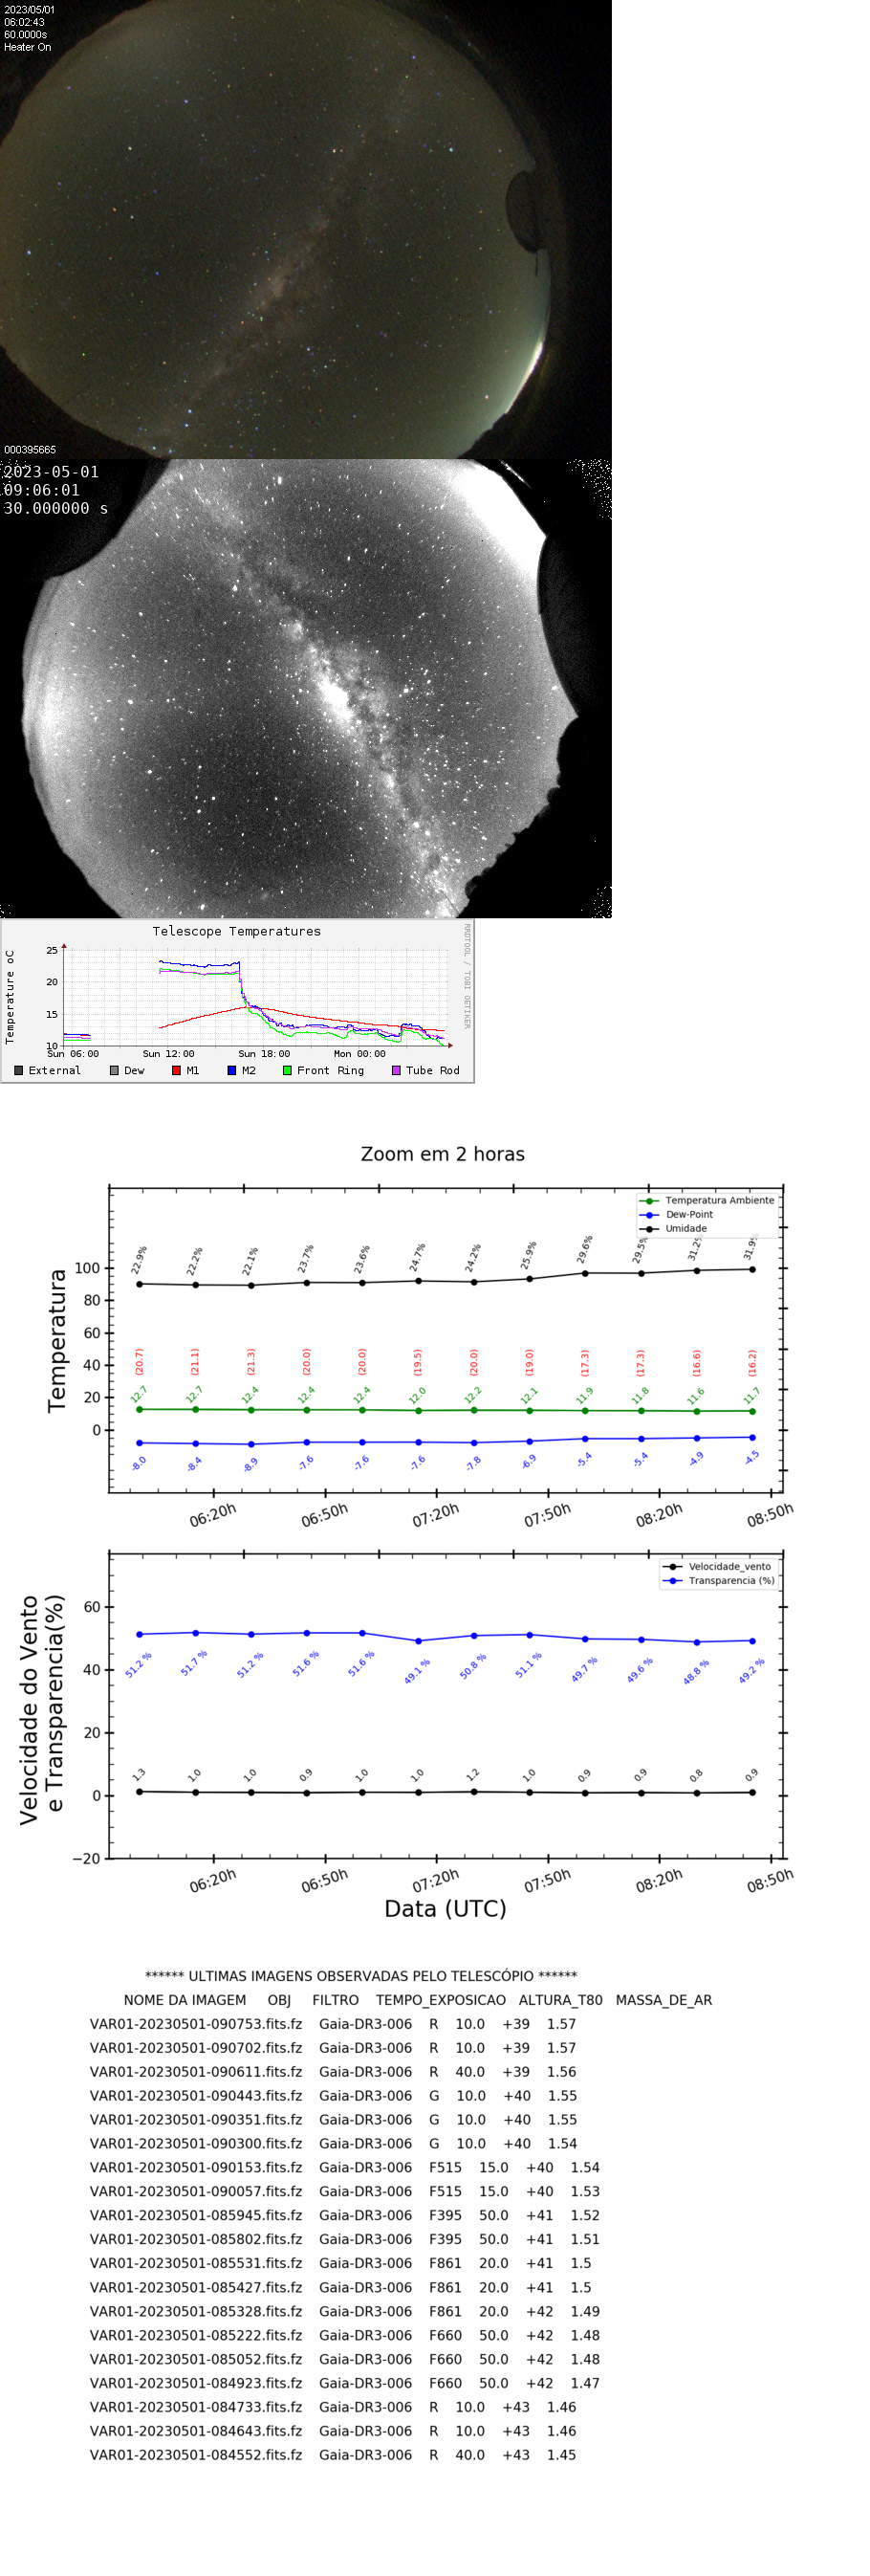 2023/05/01
06:02:43
60.0000s
Heater On
000395665
2023-05-01
09:06:01
30.000000 s
Telescope Temperatures
RRDTOOL / TOBI OETIKER
Temperature oC
25
20
15
10
Sun 06:00 Sun 12:00 Sun 18:00 Mon 00:00
External Dew M1 M2 Front Ring Tube Rod
Zoom em 2 horas
Temperatura Ambiente
Dew-Point
Umidade
Temperatura
100
80
60
40
20
0
22.9% 22.2% 22.1% 23.7% 23.6% 24.7% 24.2% 25.9% 29.6% 29.5% 31.2% 31.9%
(20.7) (21.1) (21.3) (20.0) (20.0) (19.5) (20.0) (19.0) (17.3) (17.3) (16.6) (16.2)
12.7 12.7 12.4 12.4 12.4 12.0 12.2 12.1 11.9 11.8 11.6 11.7
-8.0 -8.4 -8.9 -7.6 -7.6 -7.6 -7.8 -6.9 -5.4 -5.4 -4.9 -4.5
06:20h 06:50h 07:20h 07:50h 08:20h 08:50h
Velocidade_vento
Transparencia (%)
Velocidade do Vento
e Transparencia(%)
60
40
20
0
−20
51.2 % 51.7 % 51.2 % 51.6 % 51.6 % 49.1 % 50.8 % 51.1 % 49.7 % 49.6 % 48.8 % 49.2 %
1.3 1.0 1.0 0.9 1.0 1.0 1.2 1.0 0.9 0.9 0.8 0.9
06:20h 06:50h 07:20h 07:50h 08:20h 08:50h
Data (UTC)
****** ULTIMAS IMAGENS OBSERVADAS PELO TELESCÓPIO ******
NOME DA IMAGEM OBJ FILTRO TEMPO_EXPOSICAO ALTURA_T80 MASSA_DE_AR
VAR01-20230501-090753.fits.fz Gaia-DR3-006 R 10.0 +39 1.57
VAR01-20230501-090702.fits.fz Gaia-DR3-006 R 10.0 +39 1.57
VAR01-20230501-090611.fits.fz Gaia-DR3-006 R 40.0 +39 1.56
VAR01-20230501-090443.fits.fz Gaia-DR3-006 G 10.0 +40 1.55
VAR01-20230501-090351.fits.fz Gaia-DR3-006 G 10.0 +40 1.55
VAR01-20230501-090300.fits.fz Gaia-DR3-006 G 10.0 +40 1.54
VAR01-20230501-090153.fits.fz Gaia-DR3-006 F515 15.0 +40 1.54
VAR01-20230501-090057.fits.fz Gaia-DR3-006 F515 15.0 +40 1.53
VAR01-20230501-085945.fits.fz Gaia-DR3-006 F395 50.0 +41 1.52
VAR01-20230501-085802.fits.fz Gaia-DR3-006 F395 50.0 +41 1.51
VAR01-20230501-085531.fits.fz Gaia-DR3-006 F861 20.0 +41 1.5
VAR01-20230501-085427.fits.fz Gaia-DR3-006 F861 20.0 +41 1.5
VAR01-20230501-085328.fits.fz Gaia-DR3-006 F861 20.0 +42 1.49
VAR01-20230501-085222.fits.fz Gaia-DR3-006 F660 50.0 +42 1.48
VAR01-20230501-085052.fits.fz Gaia-DR3-006 F660 50.0 +42 1.48
VAR01-20230501-084923.fits.fz Gaia-DR3-006 F660 50.0 +42 1.47
VAR01-20230501-084733.fits.fz Gaia-DR3-006 R 10.0 +43 1.46
VAR01-20230501-084643.fits.fz Gaia-DR3-006 R 10.0 +43 1.46
VAR01-20230501-084552.fits.fz Gaia-DR3-006 R 40.0 +43 1.45